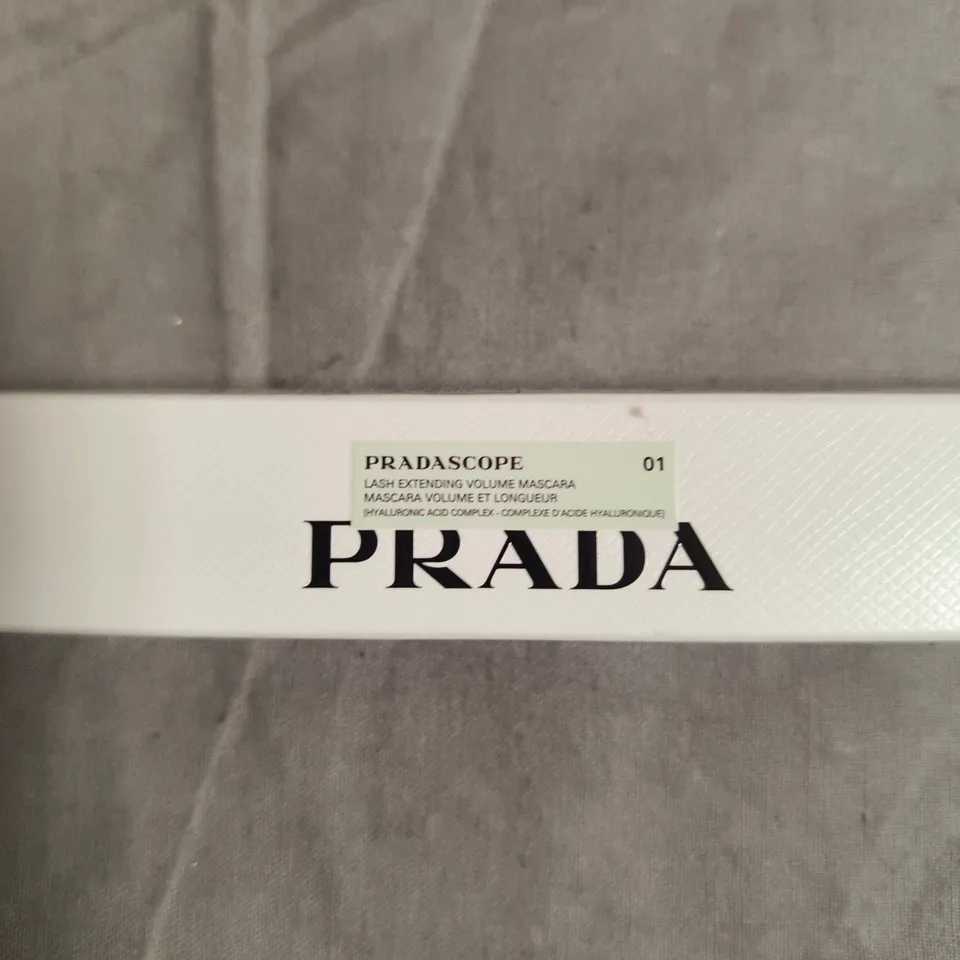 PRADASCOPE 01
LASH EXTENDING VOLUME MASCARA
MASCARA VOLUME ET LONGUEUR
[HYALURONIC ACID COMPLEX - COMPLEXE D'ACIDE HYALURONIQUE]
PRADA